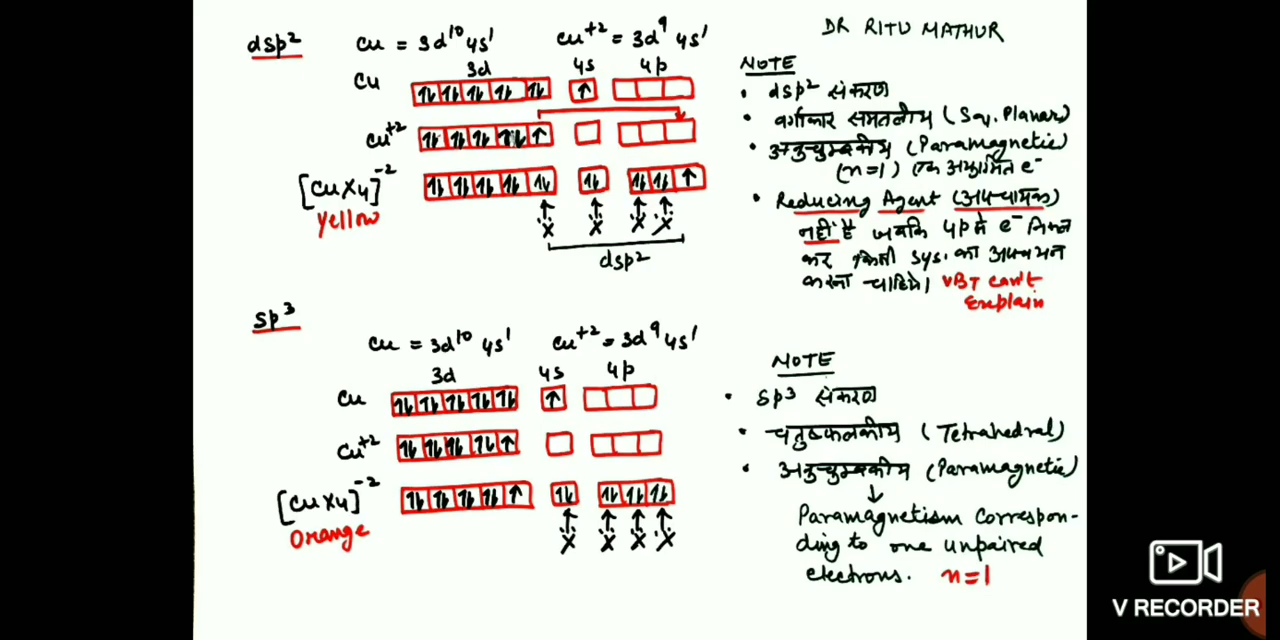 DR RITU MATHUR
dsp²
Cu = 3d¹⁰ 4s¹
Cu⁺² = 3d⁹ 4s¹
3d
4s
4p
Cu
Cu⁺²
[CuX₄]⁻²
Yellow
X X X X
dsp²
NOTE
• dsp² संकरण
• वर्गाकार समतलीय (Sq. Planar)
• अनुचुम्बकीय (Paramagnetic)
(n=1) एक अयुग्मित e⁻
• Reducing Agent (अपचायक)
नहीं है जबकि 4p से e⁻ निकल
कर किसी sys. का अपचयन
करना चाहिये। VBT can't
Explain
sp³
Cu = 3d¹⁰ 4s¹
Cu⁺² = 3d⁹ 4s¹
3d
4s
4p
Cu
Cu⁺²
[CuX₄]⁻²
Orange
X X X X
NOTE
• sp³ संकरण
• चतुष्फलकीय (Tetrahedral)
• अनुचुम्बकीय (Paramagnetic)
Paramagnetism correspon-
ding to one unpaired
electrons. n=1
V RECORDER